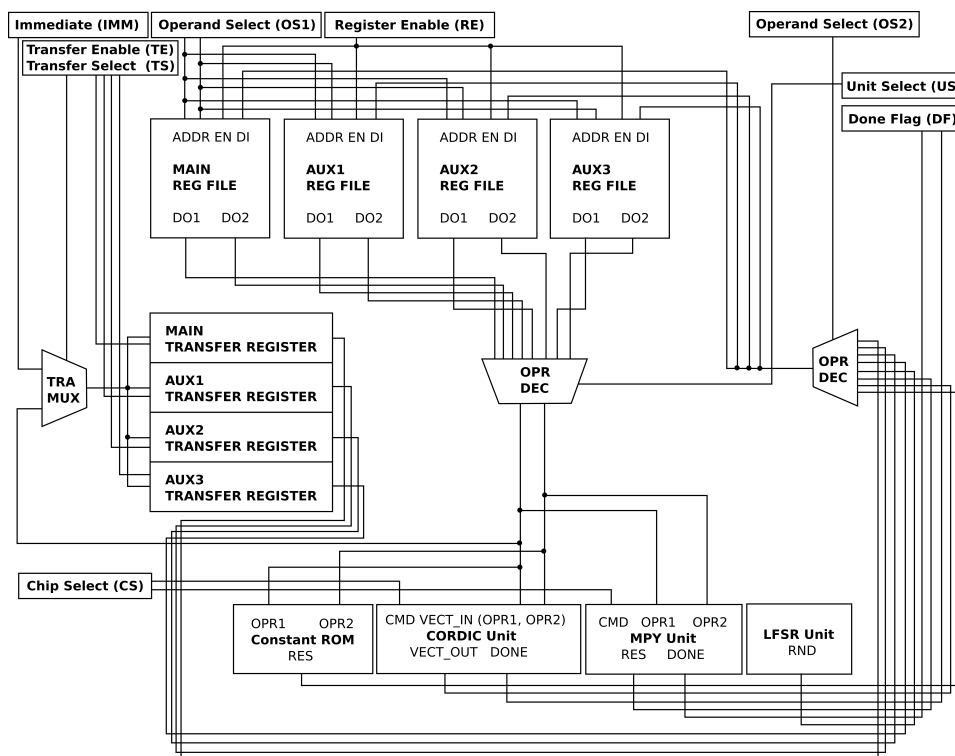 Immediate (IMM)
Operand Select (OS1)
Register Enable (RE)
Operand Select (OS2)
Transfer Enable (TE)
Transfer Select (TS)
Unit Select (US
Done Flag (DF)
ADDR EN DI
MAIN
REG FILE
DO1 DO2
ADDR EN DI
AUX1
REG FILE
DO1 DO2
ADDR EN DI
AUX2
REG FILE
DO1 DO2
ADDR EN DI
AUX3
REG FILE
DO1 DO2
TRA
MUX
MAIN
TRANSFER REGISTER
AUX1
TRANSFER REGISTER
AUX2
TRANSFER REGISTER
AUX3
TRANSFER REGISTER
OPR
DEC
OPR
DEC
Chip Select (CS)
OPR1 OPR2
Constant ROM
RES
CMD VECT_IN (OPR1, OPR2)
CORDIC Unit
VECT_OUT DONE
CMD OPR1 OPR2
MPY Unit
RES DONE
LFSR Unit
RND